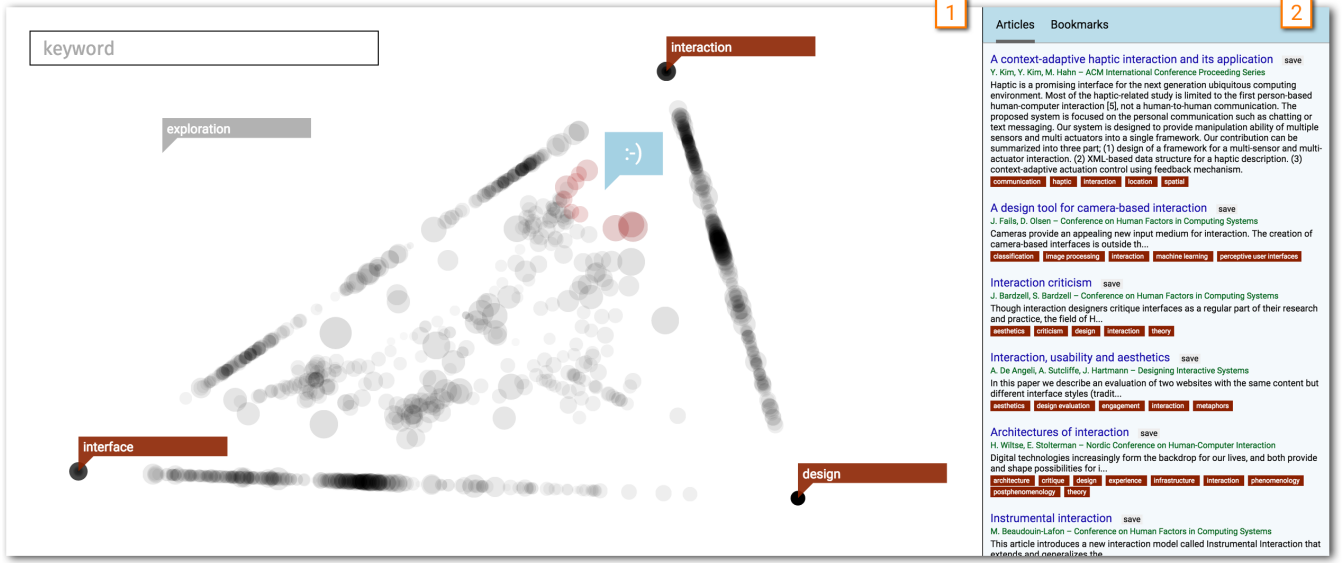 1
keyword
interaction
exploration
:-)
interface
design
2
Articles Bookmarks
A context-adaptive haptic interaction and its application save
Y. Kim, Y. Kim, M. Hahn – ACM International Conference Proceeding Series
Haptic is a promising interface for the next generation ubiquitous computing
environment. Most of the haptic-related study is limited to the first person-based
human-computer interaction [5], not a human-to-human communication. The
proposed system is focused on the personal communication such as chatting or
text messaging. Our system is designed to provide manipulation ability of multiple
sensors and multi actuators into a single framework. Our contribution can be
summarized into three part; (1) design of a framework for a multi-sensor and multi-
actuator interaction. (2) XML-based data structure for a haptic description. (3)
context-adaptive actuation control using feedback mechanism.
communication haptic interaction location spatial
A design tool for camera-based interaction save
J. Fails, D. Olsen – Conference on Human Factors in Computing Systems
Cameras provide an appealing new input medium for interaction. The creation of
camera-based interfaces is outside th...
classification image processing interaction machine learning perceptive user interfaces
Interaction criticism save
J. Bardzell, S. Bardzell – Conference on Human Factors in Computing Systems
Though interaction designers critique interfaces as a regular part of their research
and practice, the field of H...
aesthetics criticism design interaction theory
Interaction, usability and aesthetics save
A. De Angeli, A. Sutcliffe, J. Hartmann – Designing Interactive Systems
In this paper we describe an evaluation of two websites with the same content but
different interface styles (tradit...
aesthetics design evaluation engagement interaction metaphors
Architectures of interaction save
H. Wiltse, E. Stolterman – Nordic Conference on Human-Computer Interaction
Digital technologies increasingly form the backdrop for our lives, and both provide
and shape possibilities for i...
architecture critique design experience Infrastructure interaction phenomenology
postphenomenology theory
Instrumental interaction save
M. Beaudouin-Lafon – Conference on Human Factors in Computing Systems
This article introduces a new interaction model called Instrumental Interaction that
extends and generalizes the